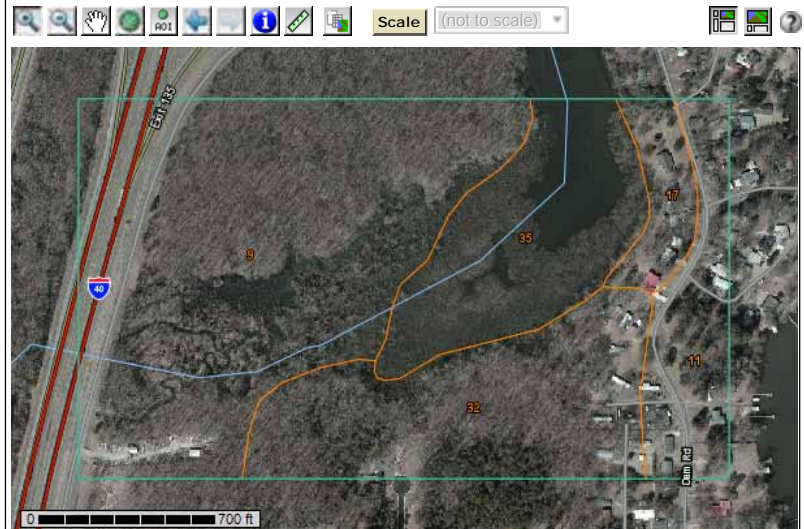 AOI
Scale
(not to scale)
Exit 135
17
35
9
40
11
32
Dam Rd
0
700 ft